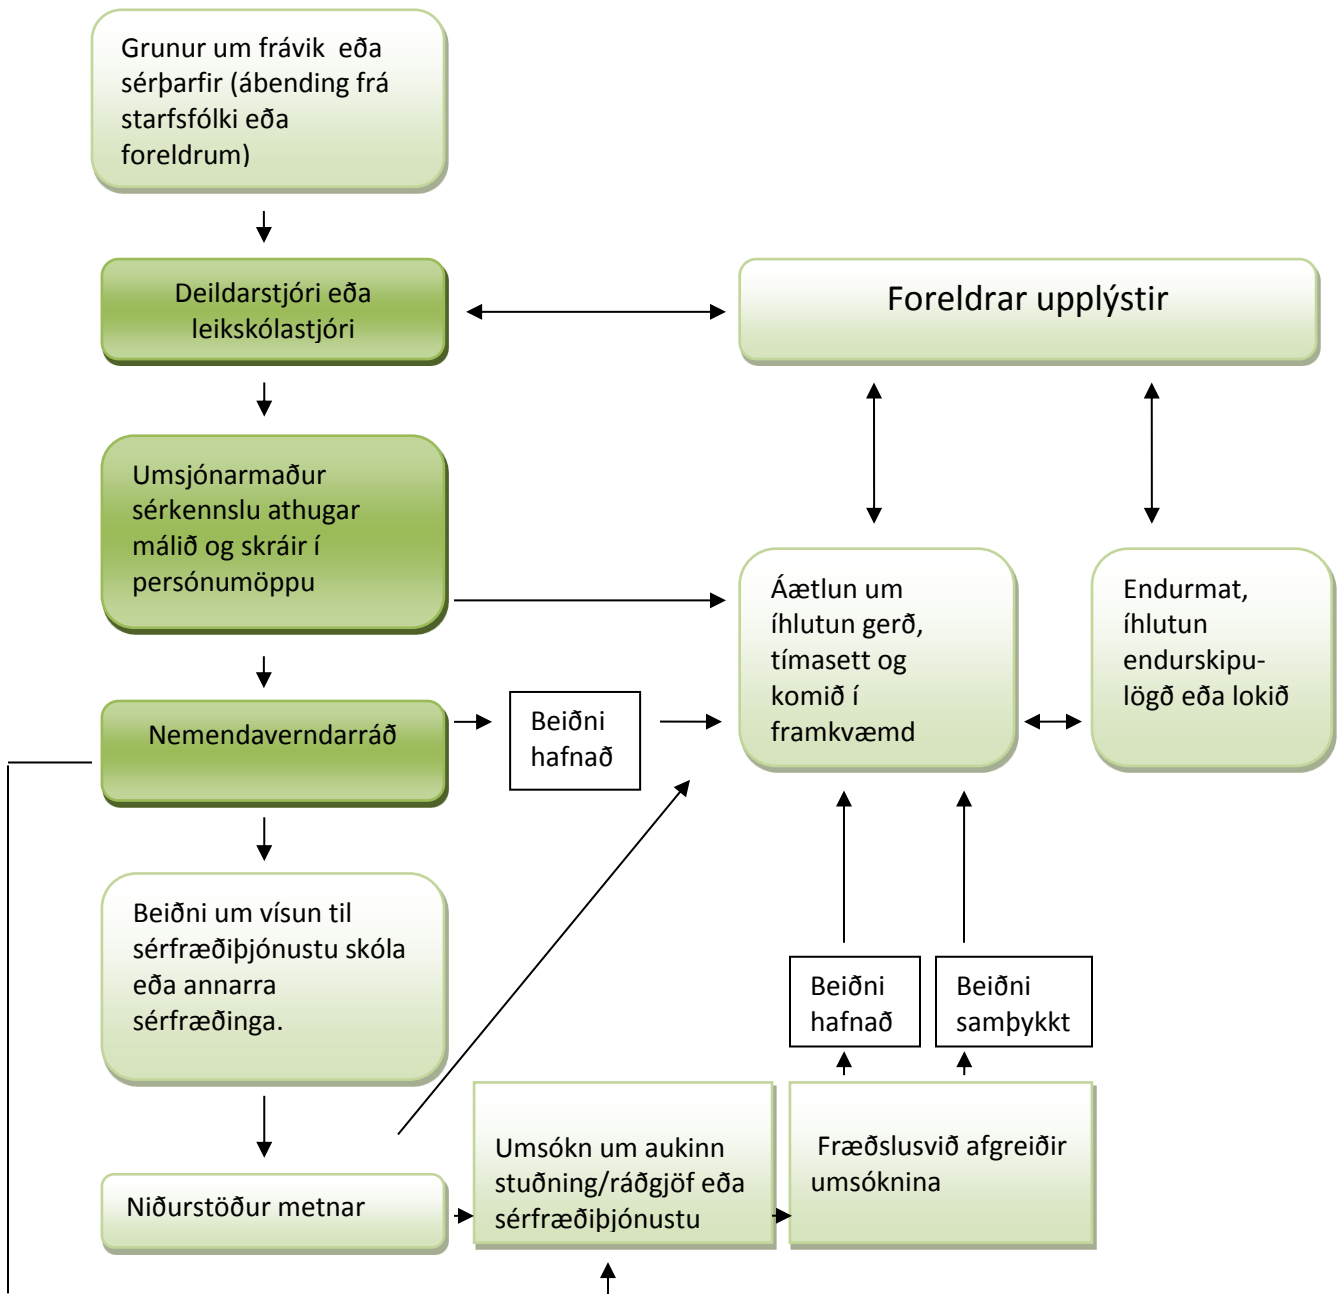 Grunur um frávik  eða
sérþarfir (ábending frá
starfsfólki eða
foreldrum)
Deildarstjóri eða
leikskólastjóri
Foreldrar upplýstir
Umsjónarmaður
sérkennslu athugar
málið og skráir í
persónumöppu
Áætlun um
íhlutun gerð,
tímasett og
komið í
framkvæmd
Endurmat,
íhlutun
endurskipu-
lögð eða lokið
Nemendaverndarráð
Beiðni
hafnað
Beiðni um vísun til
sérfræðiþjónustu skóla
eða annarra
sérfræðinga.
Beiðni
hafnað
Beiðni
samþykkt
Niðurstöður metnar
Umsókn um aukinn
stuðning/ráðgjöf eða
sérfræðiþjónustu
Fræðslusvið afgreiðir
umsóknina